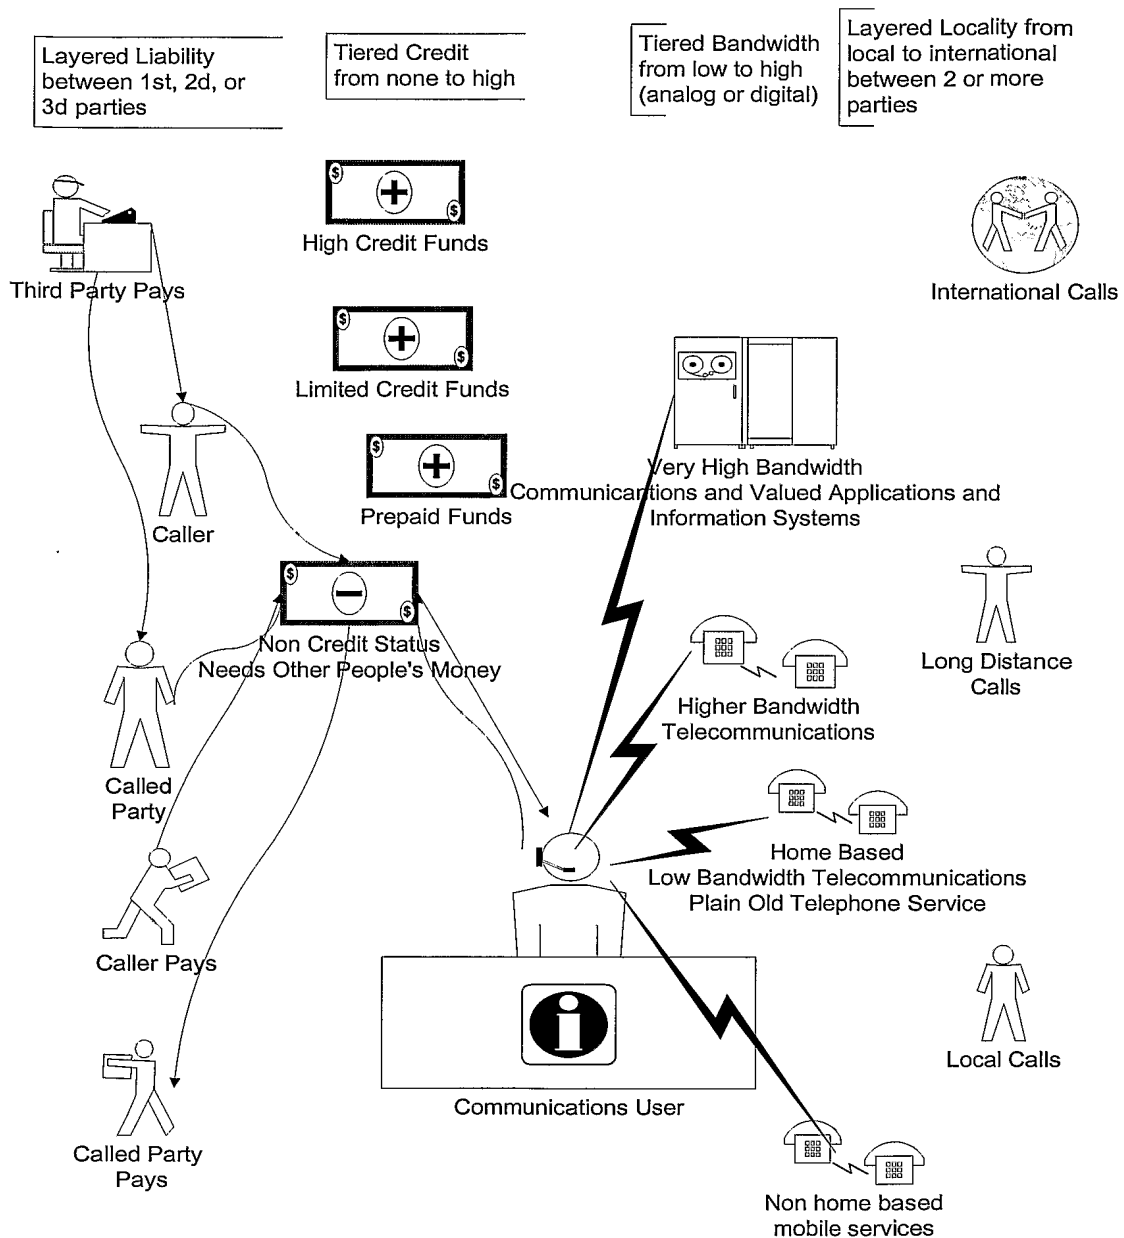 Layered Liability
between 1st, 2d, or
3d parties
Tiered Credit
from none to high
Tiered Bandwidth
from low to high
(analog or digital)
Layered Locality from
local to international
between 2 or more
parties
$
$
High Credit Funds
Third Party Pays
International Calls
$
$
Limited Credit Funds
$
$
Prepaid Funds
Very High Bandwidth
Communicantions and Valued Applications and
Information Systems
Caller
$
$
Non Credit Status
Needs Other People's Money
Long Distance
Calls
Higher Bandwidth
Telecommunications
Called
Party
Home Based
Low Bandwidth Telecommunications
Plain Old Telephone Service
Caller Pays
i
Local Calls
Communications User
Called Party
Pays
Non home based
mobile services